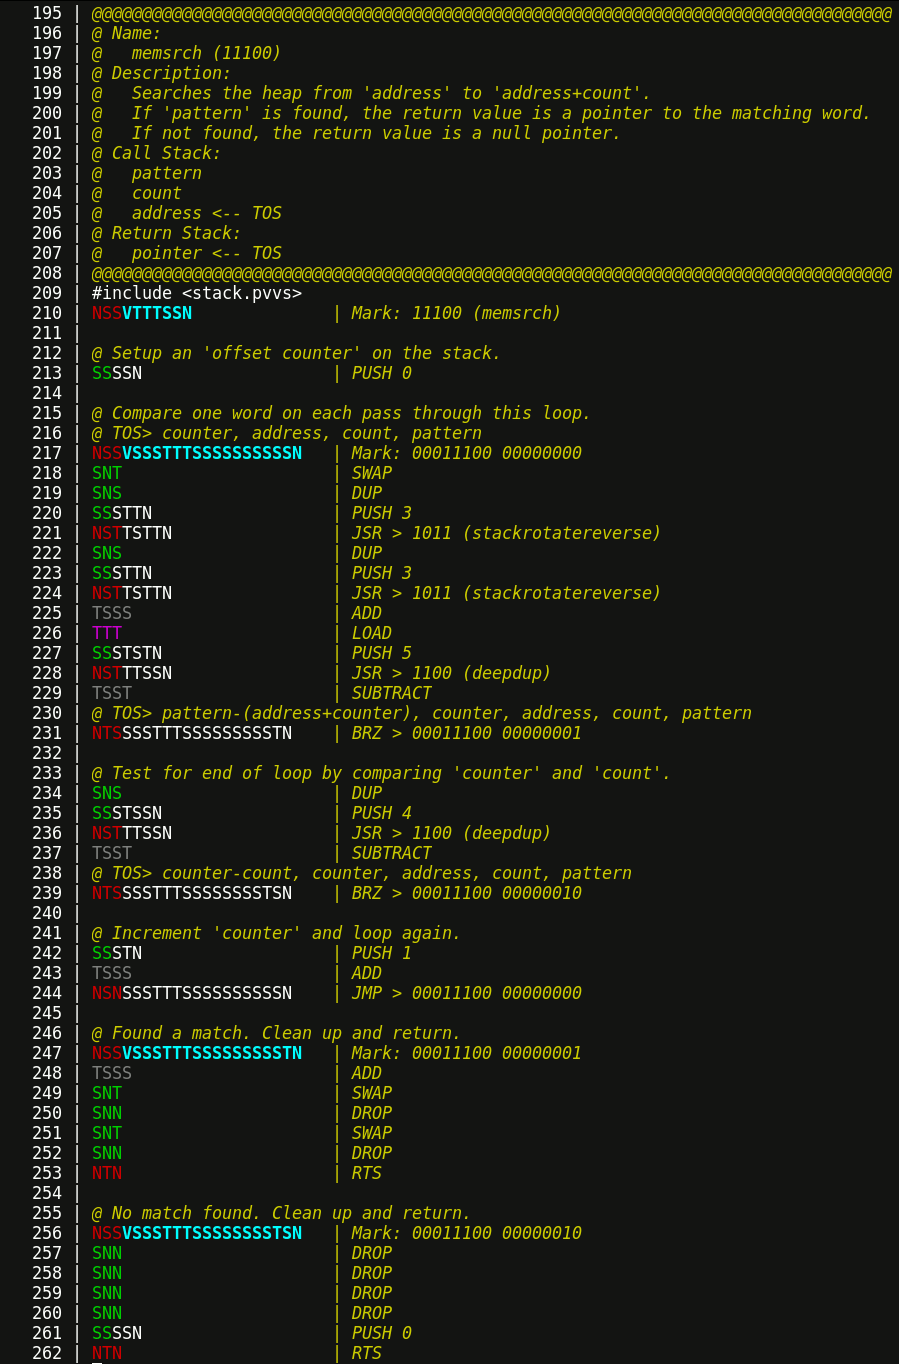 195 | @@@@@@@@@@@@@@@@@@@@@@@@@@@@@@@@@@@@@@@@@@@@@@@@@@@@@@@@@@@@@@@@@@@@@@@@@@@@@@@@
196 | @ Name:
197 | @   memsrch (11100)
198 | @ Description:
199 | @   Searches the heap from 'address' to 'address+count'.
200 | @   If 'pattern' is found, the return value is a pointer to the matching word.
201 | @   If not found, the return value is a null pointer.
202 | @ Call Stack:
203 | @   pattern
204 | @   count
205 | @   address <-- TOS
206 | @ Return Stack:
207 | @   pointer <-- TOS
208 | @@@@@@@@@@@@@@@@@@@@@@@@@@@@@@@@@@@@@@@@@@@@@@@@@@@@@@@@@@@@@@@@@@@@@@@@@@@@@@@@
209 | #include <stack.pvvs>
210 | NSSVTTTSSN              | Mark: 11100 (memsrch)
211 |
212 | @ Setup an 'offset counter' on the stack.
213 | SSSSN                   | PUSH 0
214 |
215 | @ Compare one word on each pass through this loop.
216 | @ TOS> counter, address, count, pattern
217 | NSSVSSSTTTSSSSSSSSSSN   | Mark: 00011100 00000000
218 | SNT                     | SWAP
219 | SNS                     | DUP
220 | SSSTTN                  | PUSH 3
221 | NSTTSTTN                | JSR > 1011 (stackrotatereverse)
222 | SNS                     | DUP
223 | SSSTTN                  | PUSH 3
224 | NSTTSTTN                | JSR > 1011 (stackrotatereverse)
225 | TSSS                    | ADD
226 | TTT                     | LOAD
227 | SSSTSTN                 | PUSH 5
228 | NSTTTSSN                | JSR > 1100 (deepdup)
229 | TSST                    | SUBTRACT
230 | @ TOS> pattern-(address+counter), counter, address, count, pattern
231 | NTSSSSTTTSSSSSSSSSTN    | BRZ > 00011100 00000001
232 |
233 | @ Test for end of loop by comparing 'counter' and 'count'.
234 | SNS                     | DUP
235 | SSSTSSN                 | PUSH 4
236 | NSTTTSSN                | JSR > 1100 (deepdup)
237 | TSST                    | SUBTRACT
238 | @ TOS> counter-count, counter, address, count, pattern
239 | NTSSSSTTTSSSSSSSSTSN    | BRZ > 00011100 00000010
240 |
241 | @ Increment 'counter' and loop again.
242 | SSSTN                   | PUSH 1
243 | TSSS                    | ADD
244 | NSNSSSTTTSSSSSSSSSSN    | JMP > 00011100 00000000
245 |
246 | @ Found a match. Clean up and return.
247 | NSSVSSSTTTSSSSSSSSSTN   | Mark: 00011100 00000001
248 | TSSS                    | ADD
249 | SNT                     | SWAP
250 | SNN                     | DROP
251 | SNT                     | SWAP
252 | SNN                     | DROP
253 | NTN                     | RTS
254 |
255 | @ No match found. Clean up and return.
256 | NSSVSSSTTTSSSSSSSSTSN   | Mark: 00011100 00000010
257 | SNN                     | DROP
258 | SNN                     | DROP
259 | SNN                     | DROP
260 | SNN                     | DROP
261 | SSSSN                   | PUSH 0
262 | NTN                     | RTS